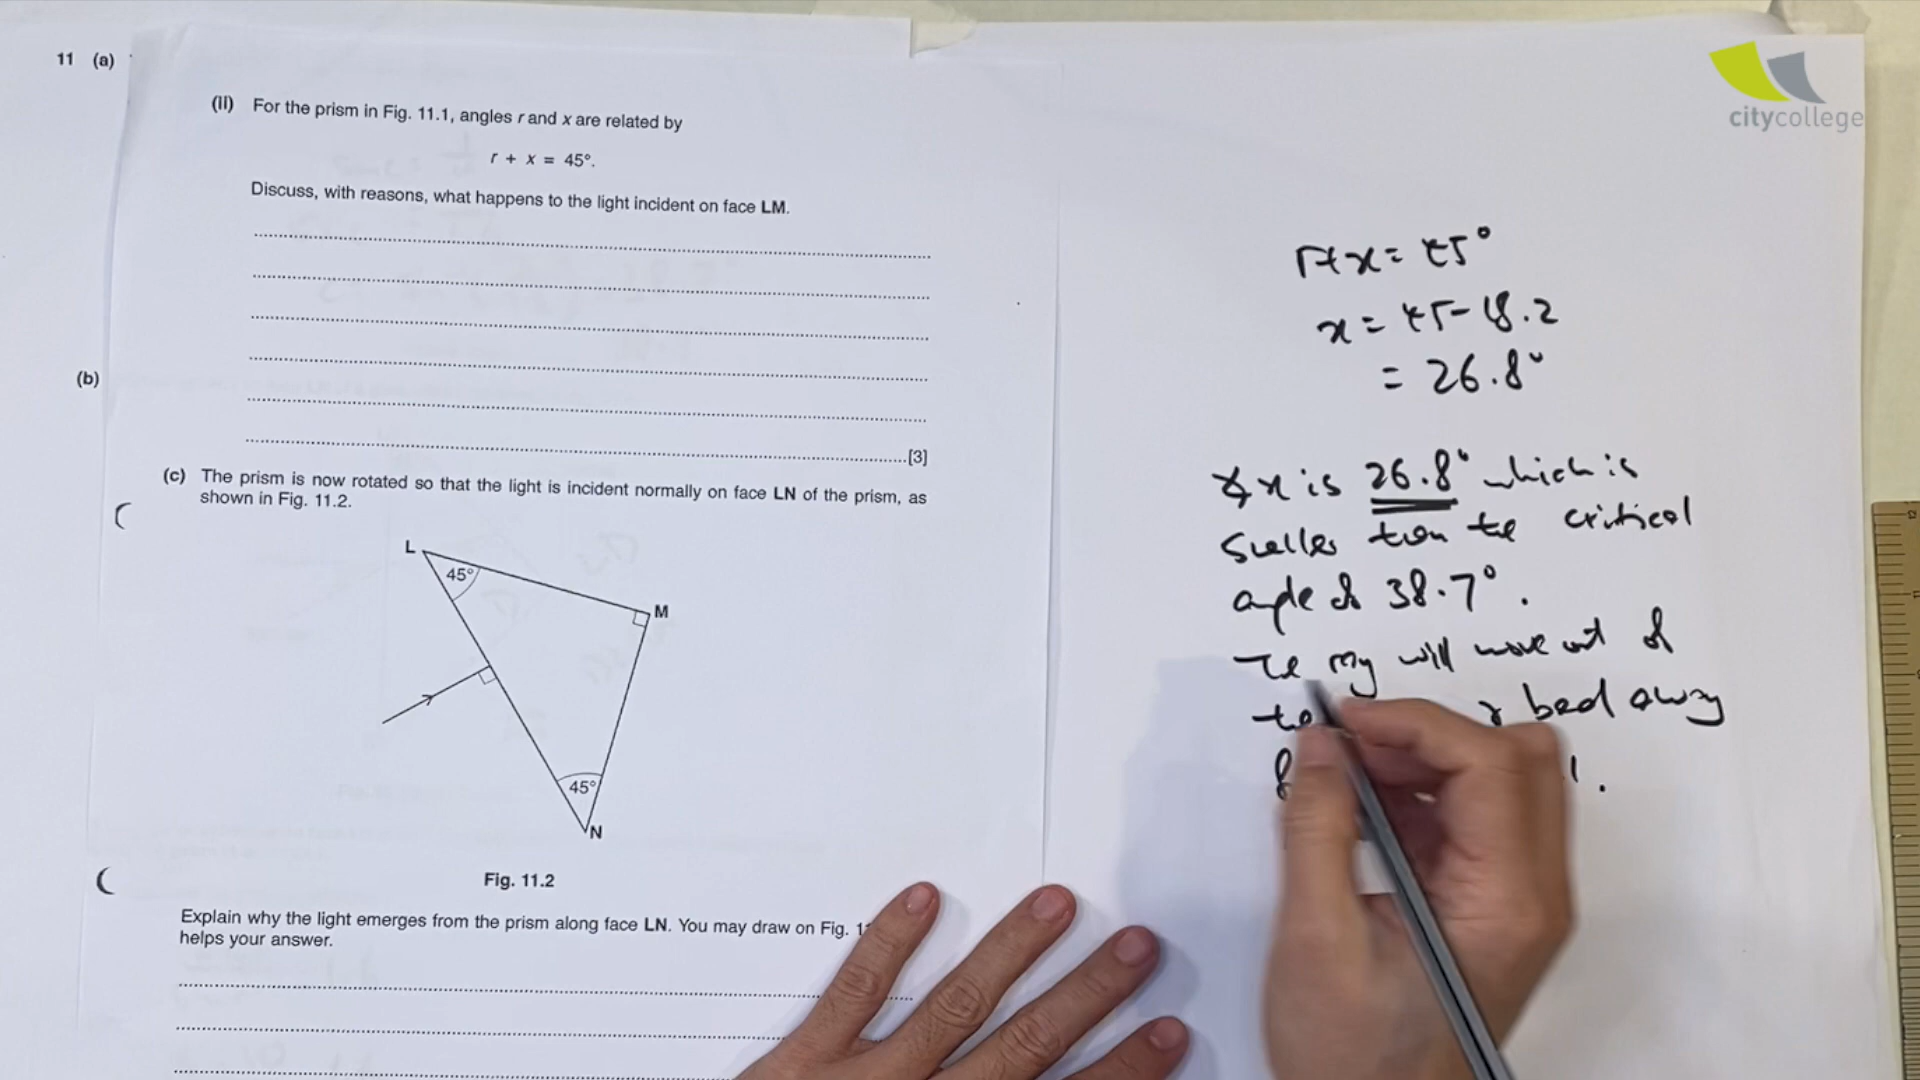 citycollege
11 (a)
(ii) For the prism in Fig. 11.1, angles r and x are related by
r + x = 45°.
Discuss, with reasons, what happens to the light incident on face LM.
[3]
(b)
(c) The prism is now rotated so that the light is incident normally on face LN of the prism, as
shown in Fig. 11.2.
L
45°
M
45°
N
Fig. 11.2
Explain why the light emerges from the prism along face LN. You may draw on Fig.
helps your answer.
r+x = 45°
x = 45 - 18.2
= 26.8°
∡x is 26.8° which is
smaller than the critical
angle of 38.7°.
The ray will move out of
bend away